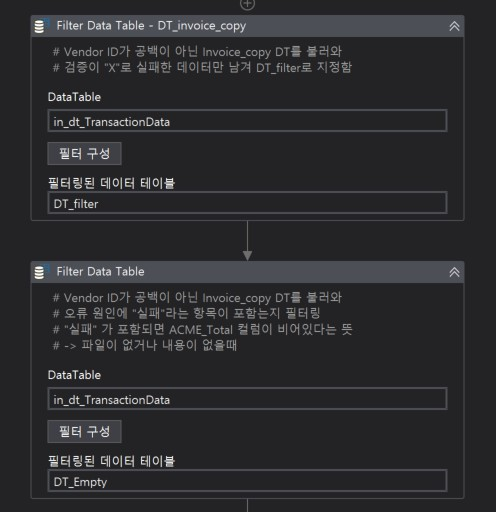 Filter Data Table - DT_invoice_copy
# Vendor ID가 공백이 아닌 Invoice_copy DT를 불러와
# 검증이 "X"로 실패한 데이터만 남겨 DT_filter로 지정함
DataTable
in_dt_TransactionData
필터 구성
필터링된 데이터 테이블
DT_filter
Filter Data Table
# Vendor ID가 공백이 아닌 Invoice_copy DT를 불러와
# 오류 원인에 "실패"라는 항목이 포함는지 필터링
# "실패" 가 포함되면 ACME_Total 컬럼이 비어있다는 뜻
# -> 파일이 없거나 내용이 없을때
DataTable
in_dt_TransactionData
필터 구성
필터링된 데이터 테이블
DT_Empty